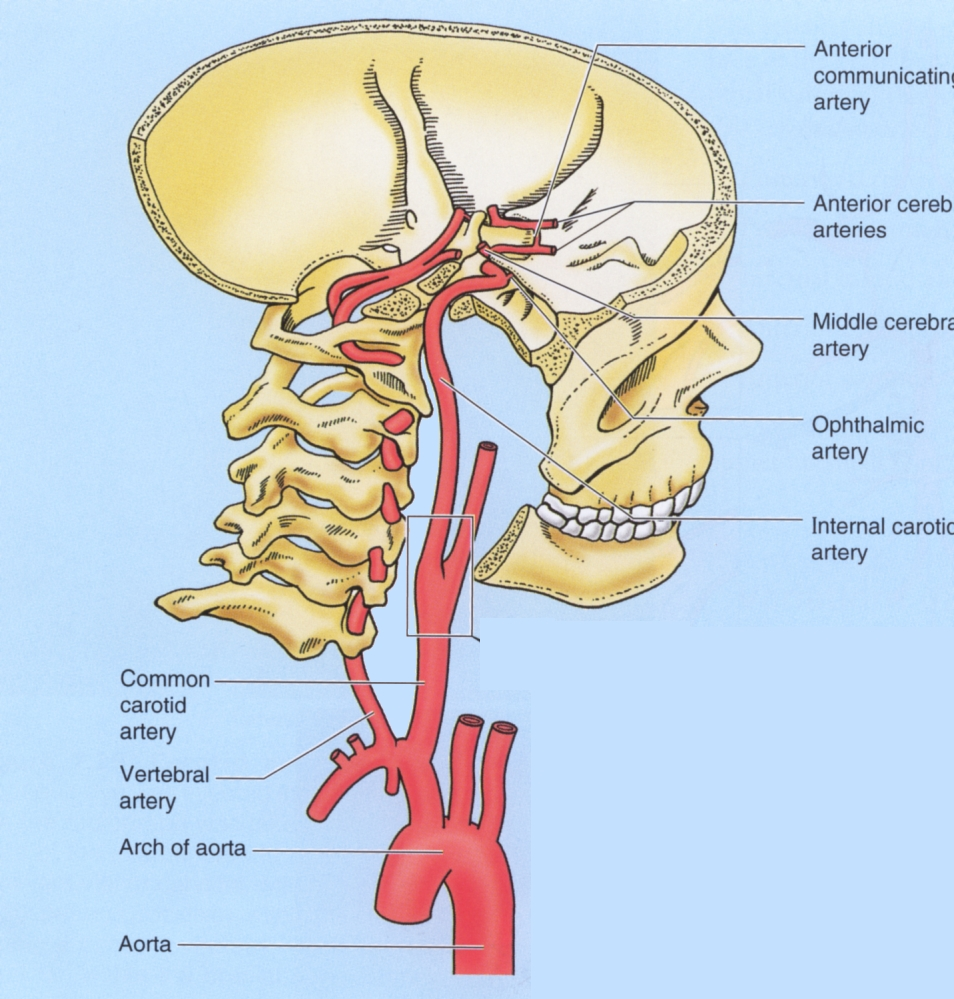 Anterior
communicating
artery
Anterior cereb
arteries
Middle cerebra
artery
Ophthalmic
artery
Internal carotic
artery
Common
carotid
artery
Vertebral
artery
Arch of aorta
Aorta